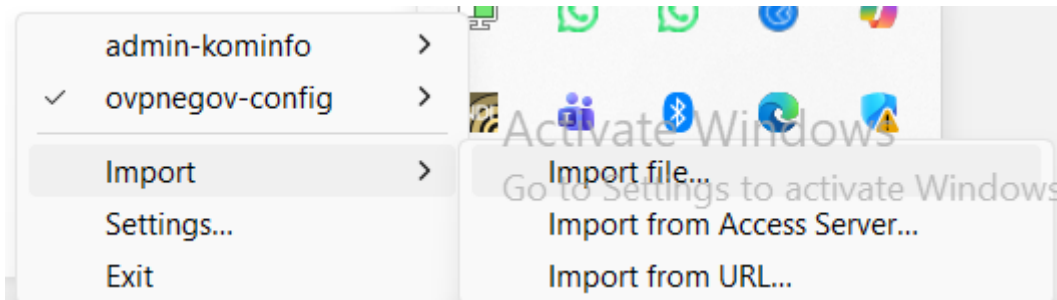 admin-kominfo
ovpnegov-config
Import
Settings...
Exit
Activate Windows
Go to Settings to activate Windows
Import file...
Import from Access Server...
Import from URL...